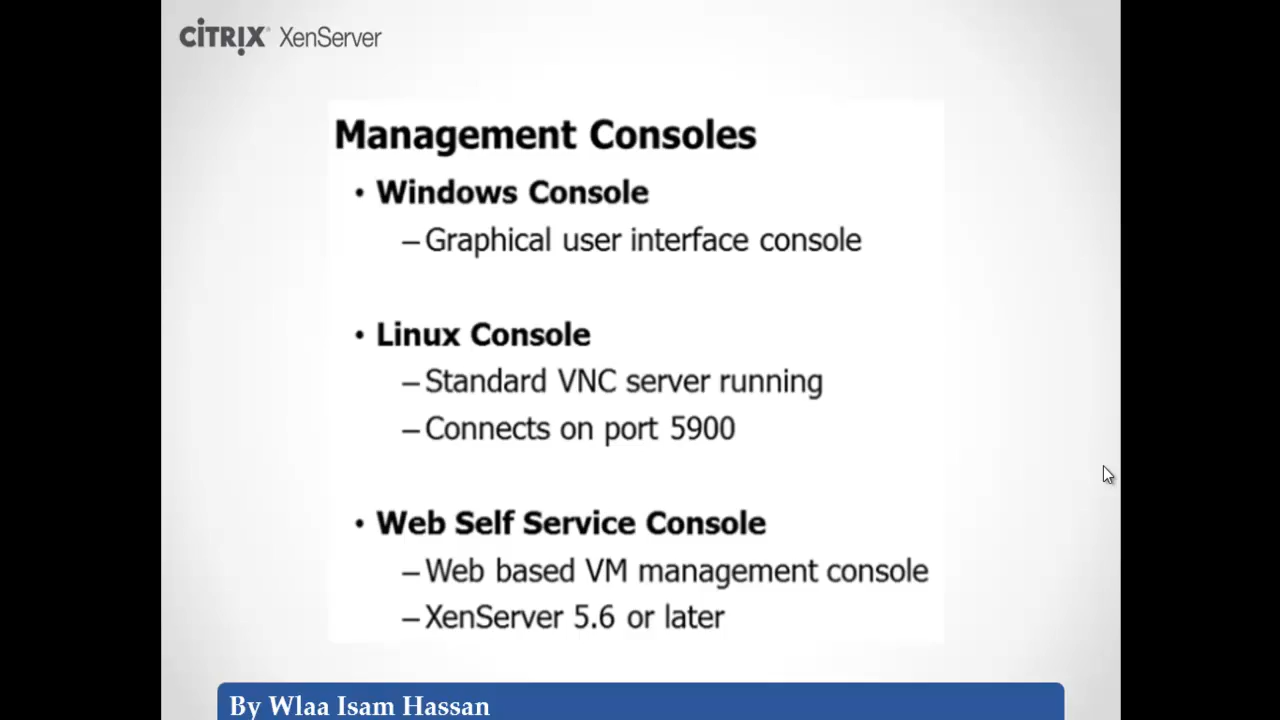 CITRIX XenServer
Management Consoles
• Windows Console
– Graphical user interface console
• Linux Console
– Standard VNC server running
– Connects on port 5900
• Web Self Service Console
– Web based VM management console
– XenServer 5.6 or later
By Wlaa Isam Hassan